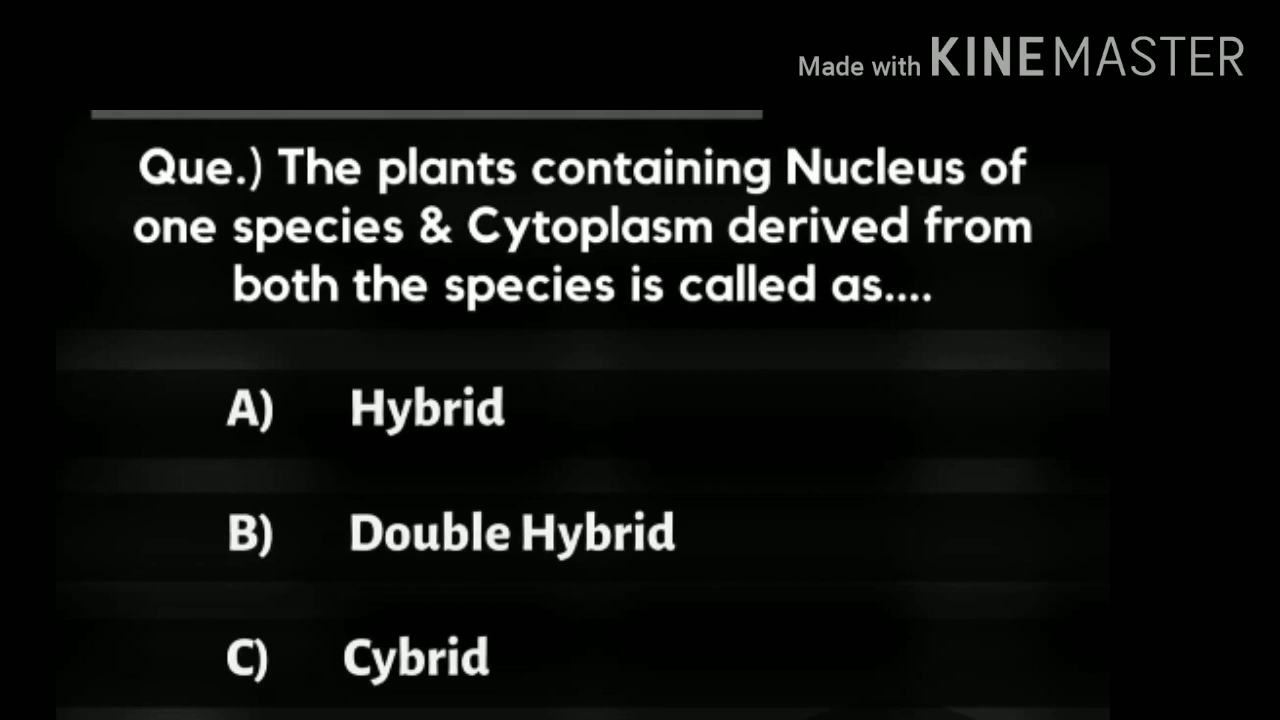 Made with KINEMASTER
Que.) The plants containing Nucleus of
one species & Cytoplasm derived from
both the species is called as....
A) Hybrid
B) Double Hybrid
C) Cybrid